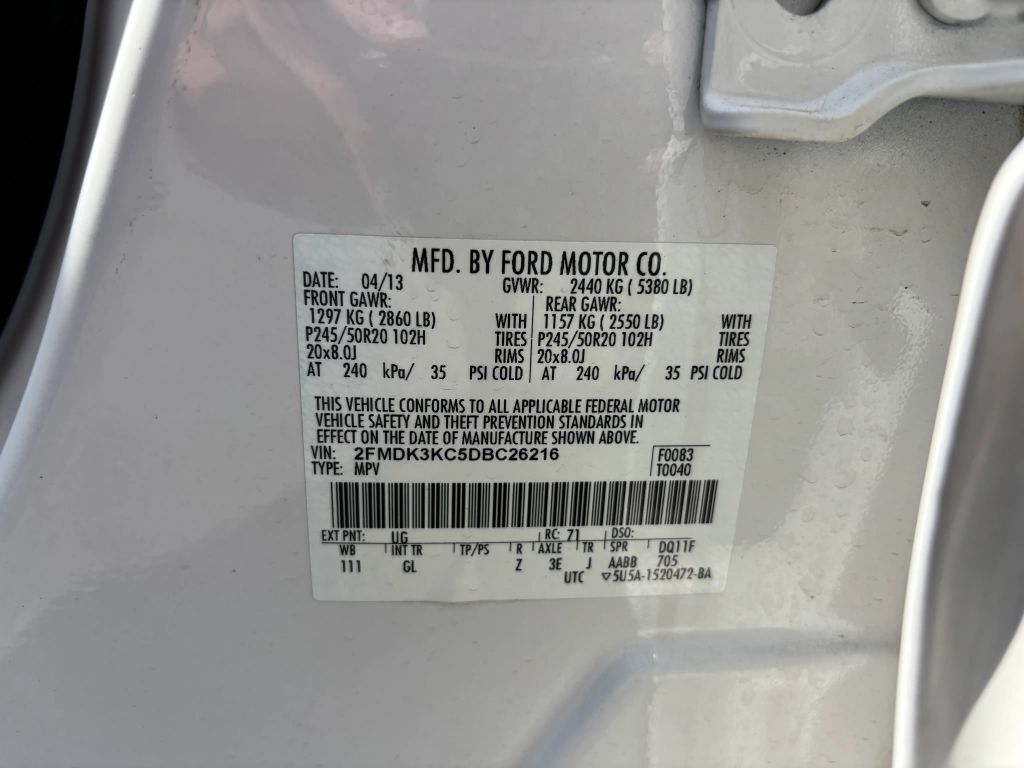 MFD. BY FORD MOTOR CO.
DATE: 04/13 GVWR: 2440 KG ( 5380 LB)
FRONT GAWR: REAR GAWR:
1297 KG ( 2860 LB) WITH 1157 KG ( 2550 LB) WITH
P245/50R20 102H TIRES P245/50R20 102H TIRES
20x8.0J RIMS 20x8.0J RIMS
AT 240 kPa/ 35 PSI COLD AT 240 kPa/ 35 PSI COLD
THIS VEHICLE CONFORMS TO ALL APPLICABLE FEDERAL MOTOR
VEHICLE SAFETY AND THEFT PREVENTION STANDARDS IN
EFFECT ON THE DATE OF MANUFACTURE SHOWN ABOVE.
VIN: 2FMDK3KC5DBC26216 F0083
TYPE: MPV T0040
EXT PNT: UG RC: 71 DSO:
WB INT TR TP/PS R AXLE TR SPR DQ11F
111 GL Z 3E J AABB 705
UTC ▽5U5A-1520472-BA